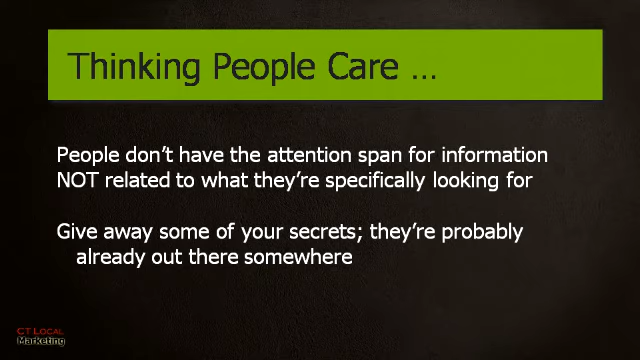 Thinking People Care ...
People don't have the attention span for information
NOT related to what they're specifically looking for
Give away some of your secrets; they're probably
already out there somewhere
CT LOCAL
Marketing